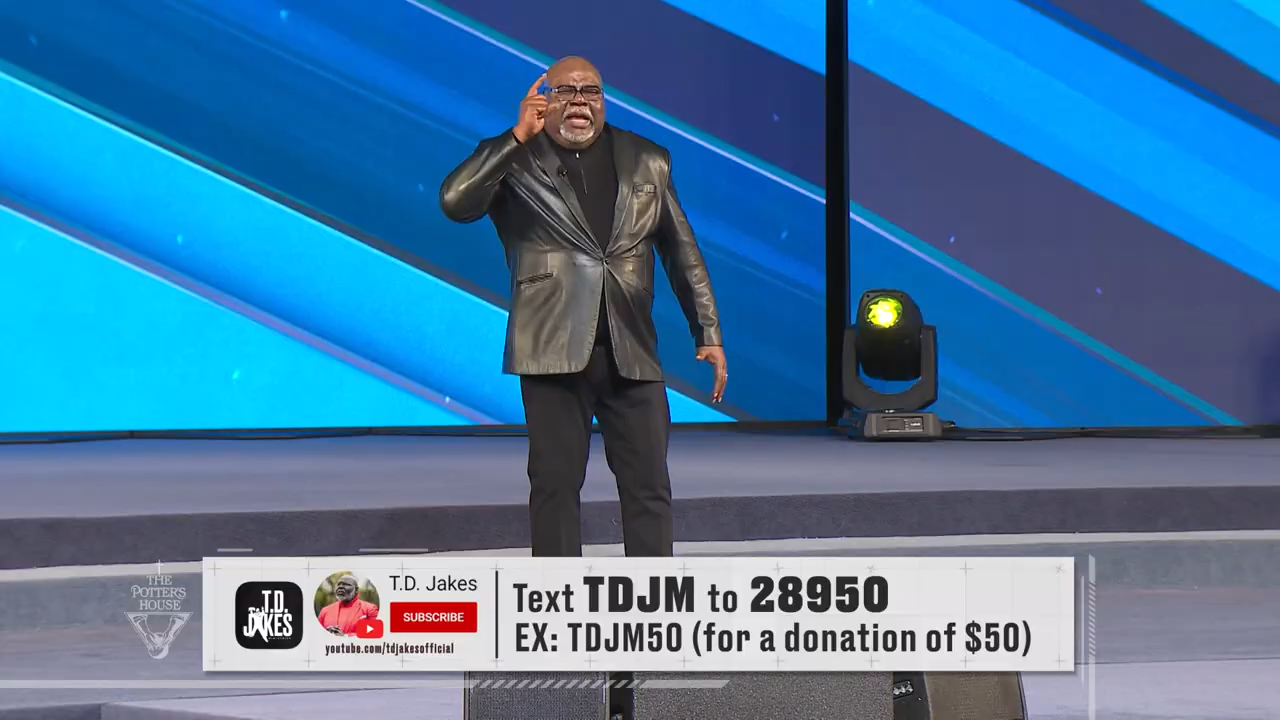 THE
POTTER'S
HOUSE
T.D.
JAKES
T.D. Jakes
SUBSCRIBE
youtube.com/tdjakesofficial
Text TDJM to 28950
EX: TDJM50 (for a donation of $50)